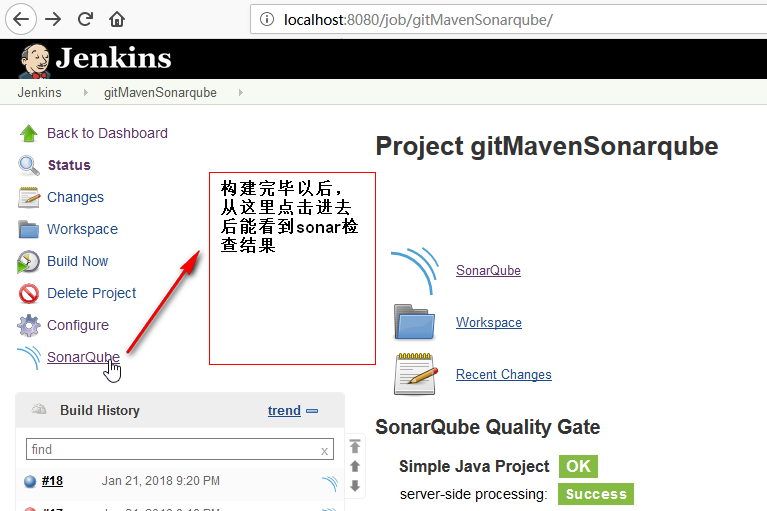 localhost:8080/job/gitMavenSonarqube/
Jenkins
Jenkins
gitMavenSonarqube
Back to Dashboard
Status
Changes
Workspace
Build Now
Delete Project
Configure
SonarQube
构建完毕以后，
从这里点击进去
后能看到sonar检
查结果
Project gitMavenSonarqube
SonarQube
Workspace
Recent Changes
Build History
trend
find
x
#18
Jan 21, 2018 9:20 PM
SonarQube Quality Gate
Simple Java Project OK
server-side processing: Success